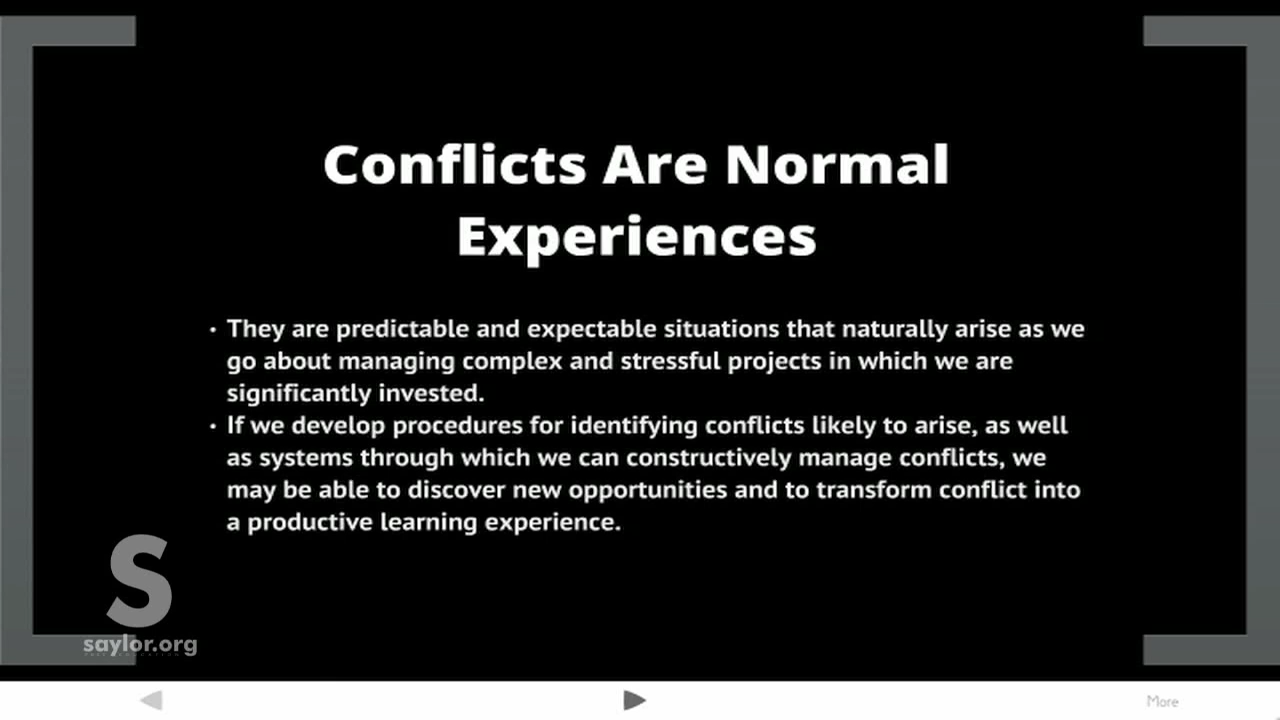 Conflicts Are Normal
Experiences
• They are predictable and expectable situations that naturally arise as we
go about managing complex and stressful projects in which we are
significantly invested.
• If we develop procedures for identifying conflicts likely to arise, as well
as systems through which we can constructively manage conflicts, we
may be able to discover new opportunities and to transform conflict into
a productive learning experience.
S
saylor.org
More